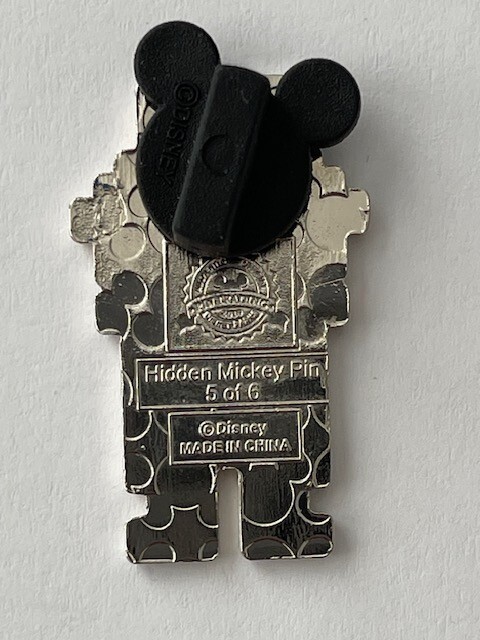 ©DISNEY
Hidden Mickey Pin
5 of 6
©Disney
MADE IN CHINA